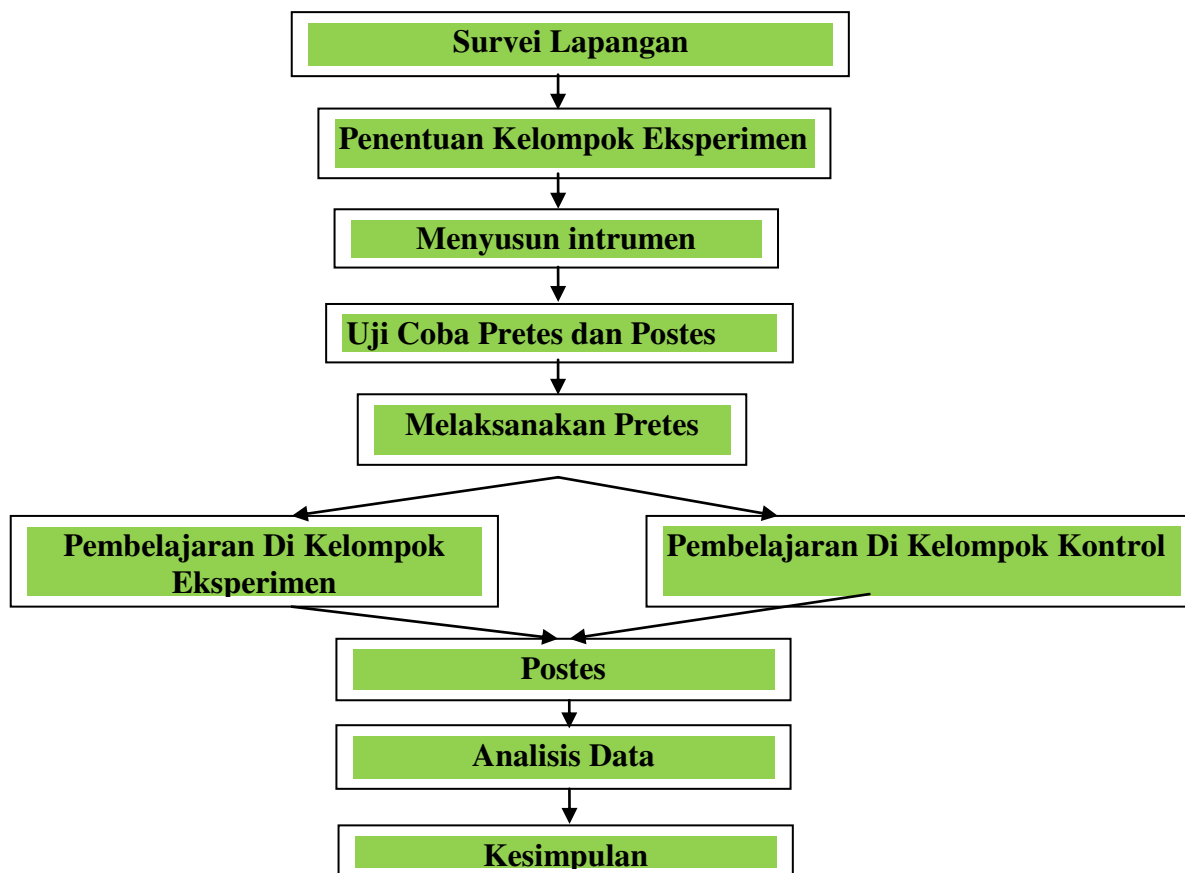 Survei Lapangan
Penentuan Kelompok Eksperimen
Menyusun intrumen
Uji Coba Pretes dan Postes
Melaksanakan Pretes
Pembelajaran Di Kelompok
Eksperimen
Pembelajaran Di Kelompok Kontrol
Postes
Analisis Data
Kesimpulan